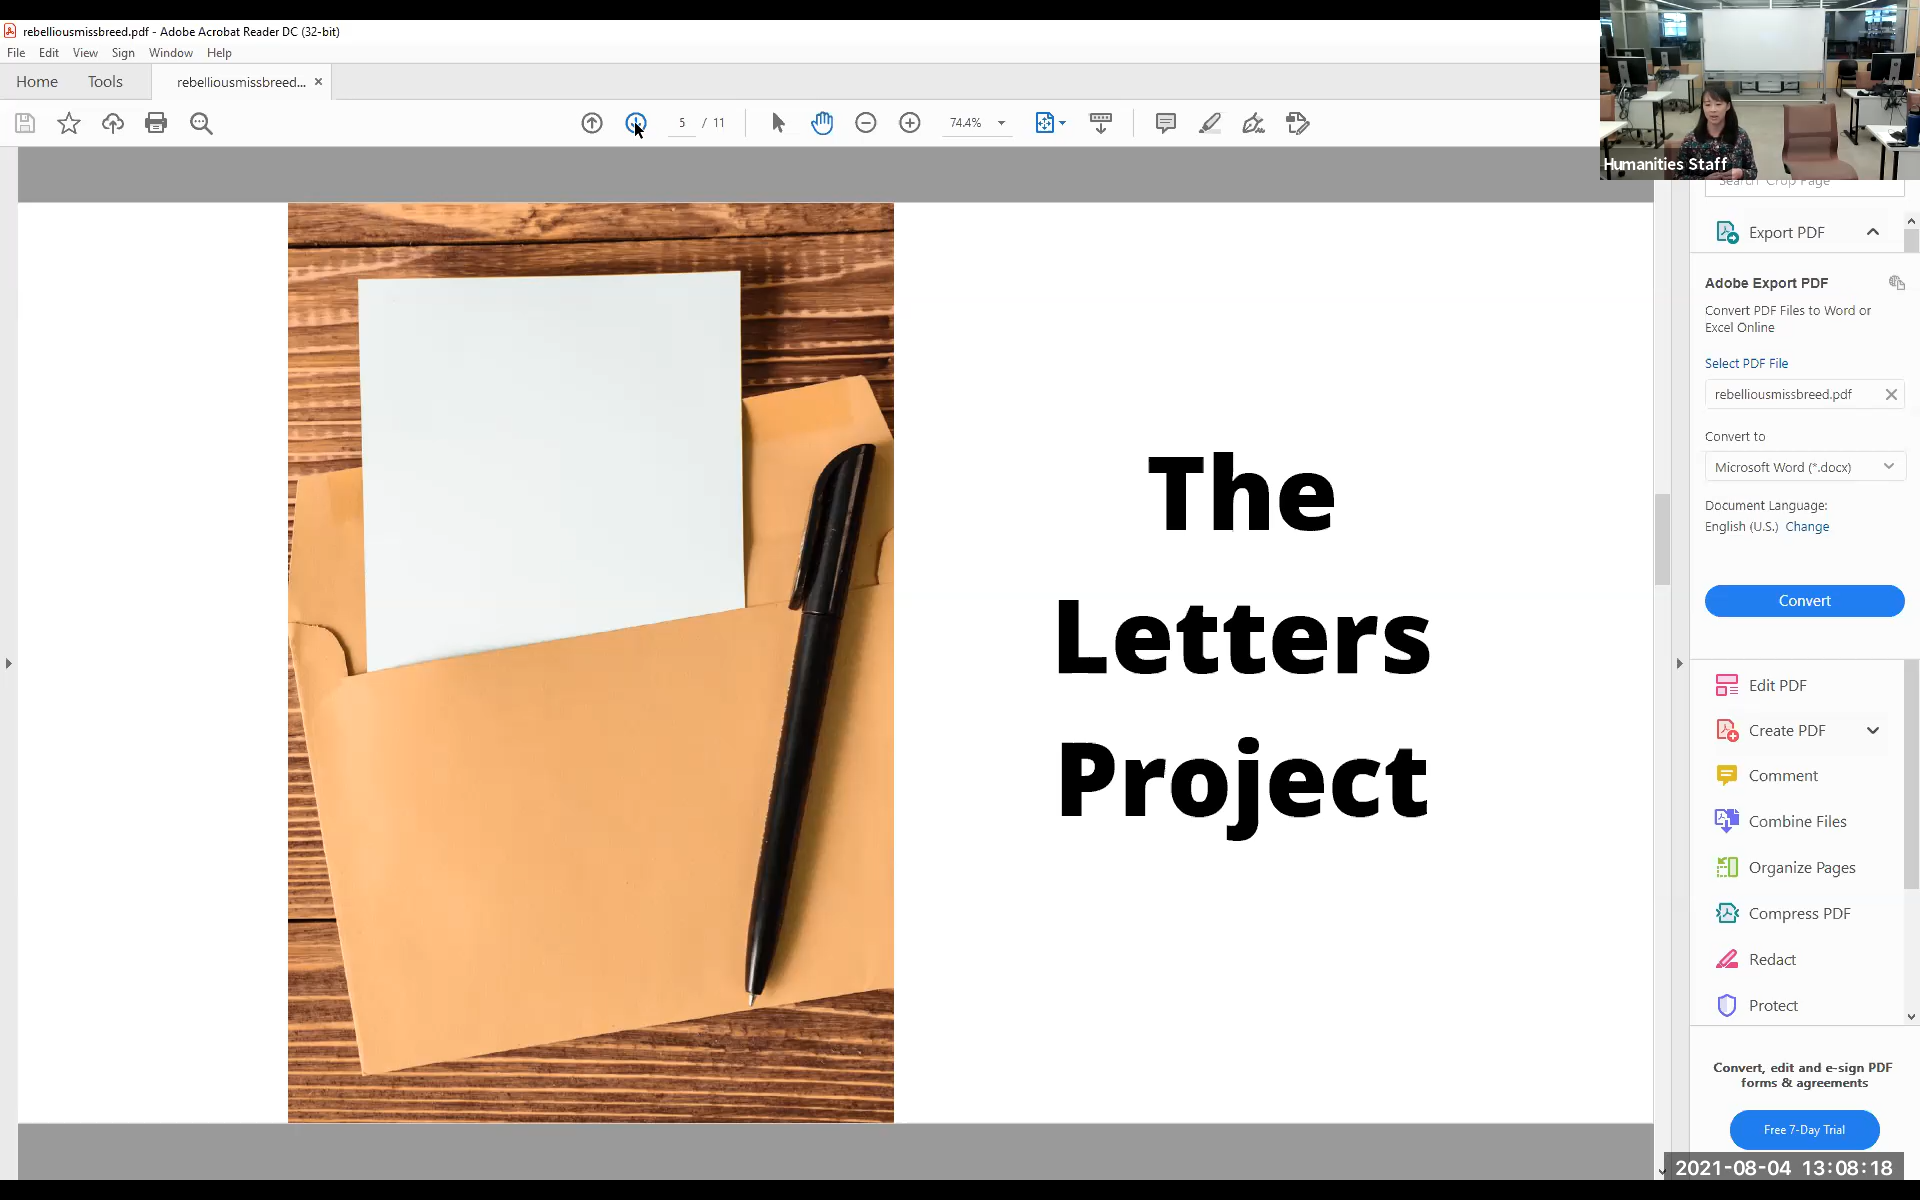 rebelliousmissbreed.pdf - Adobe Acrobat Reader DC (32-bit)
File Edit View Sign Window Help
Home Tools rebelliousmissbreed... ×
5 / 11 74.4%
Humanities Staff
Search 'Crop Page'
Export PDF
Adobe Export PDF
Convert PDF Files to Word or
Excel Online
Select PDF File
rebelliousmissbreed.pdf
Convert to
Microsoft Word (*.docx)
Document Language:
English (U.S.) Change
Convert
The
Letters
Project
Edit PDF
Create PDF
Comment
Combine Files
Organize Pages
Compress PDF
Redact
Protect
Convert, edit and e-sign PDF
forms & agreements
Free 7-Day Trial
2021-08-04 13:08:18